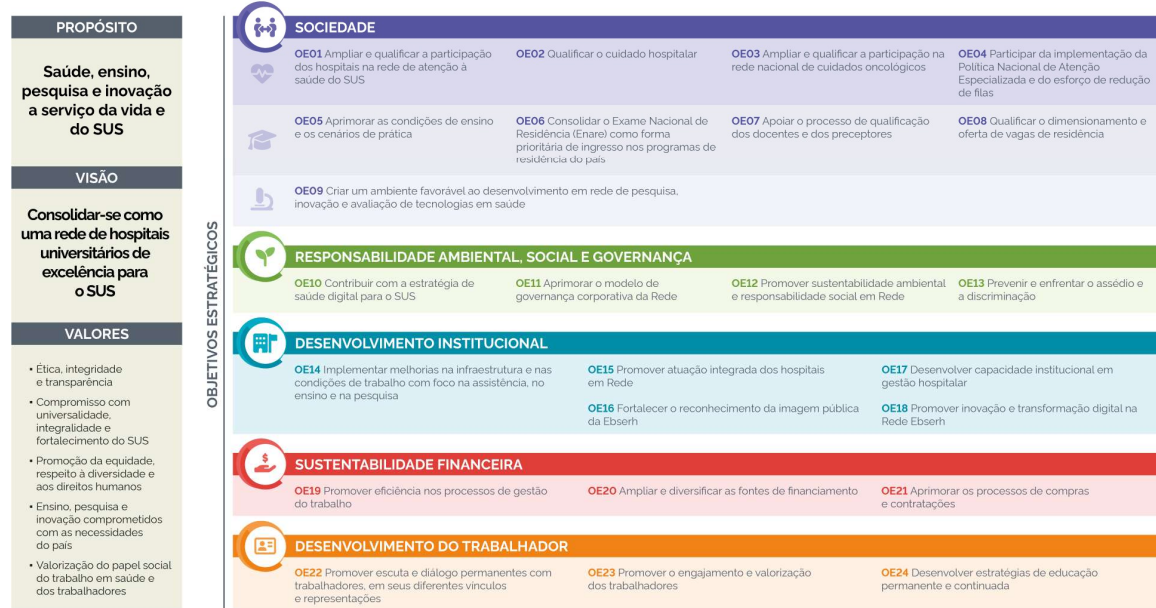 PROPÓSITO
Saúde, ensino,
pesquisa e inovação
a serviço da vida e
do SUS
VISÃO
Consolidar-se como
uma rede de hospitais
universitários de
excelência para
o SUS
VALORES
• Ética, integridade
e transparência
• Compromisso com
universalidade,
integralidade e
fortalecimento do SUS
• Promoção da equidade,
respeito à diversidade e
aos direitos humanos
• Ensino, pesquisa e
inovação comprometidos
com as necessidades
do país
• Valorização do papel social
do trabalho em saúde e
dos trabalhadores
OBJETIVOS ESTRATÉGICOS
SOCIEDADE
OE01 Ampliar e qualificar a participação
dos hospitais na rede de atenção à
saúde do SUS
OE02 Qualificar o cuidado hospitalar
OE03 Ampliar e qualificar a participação na
rede nacional de cuidados oncológicos
OE04 Participar da implementação da
Política Nacional de Atenção
Especializada e do esforço de redução
de filas
OE05 Aprimorar as condições de ensino
e os cenários de prática
OE06 Consolidar o Exame Nacional de
Residência (Enare) como forma
prioritária de ingresso nos programas de
residência do país
OE07 Apoiar o processo de qualificação
dos docentes e dos preceptores
OE08 Qualificar o dimensionamento e
oferta de vagas de residência
OE09 Criar um ambiente favorável ao desenvolvimento em rede de pesquisa,
inovação e avaliação de tecnologias em saúde
RESPONSABILIDADE AMBIENTAL, SOCIAL E GOVERNANÇA
OE10 Contribuir com a estratégia de
saúde digital para o SUS
OE11 Aprimorar o modelo de
governança corporativa da Rede
OE12 Promover sustentabilidade ambiental
e responsabilidade social em Rede
OE13 Prevenir e enfrentar o assédio e
a discriminação
DESENVOLVIMENTO INSTITUCIONAL
OE14 Implementar melhorias na infraestrutura e nas
condições de trabalho com foco na assistência, no
ensino e na pesquisa
OE15 Promover atuação integrada dos hospitais
em Rede
OE16 Fortalecer o reconhecimento da imagem pública
da Ebserh
OE17 Desenvolver capacidade institucional em
gestão hospitalar
OE18 Promover inovação e transformação digital na
Rede Ebserh
$
SUSTENTABILIDADE FINANCEIRA
OE19 Promover eficiência nos processos de gestão
do trabalho
OE20 Ampliar e diversificar as fontes de financiamento
OE21 Aprimorar os processos de compras
e contratações
DESENVOLVIMENTO DO TRABALHADOR
OE22 Promover escuta e diálogo permanentes com
trabalhadores, em seus diferentes vínculos
e representações
OE23 Promover o engajamento e valorização
dos trabalhadores
OE24 Desenvolver estratégias de educação
permanente e continuada